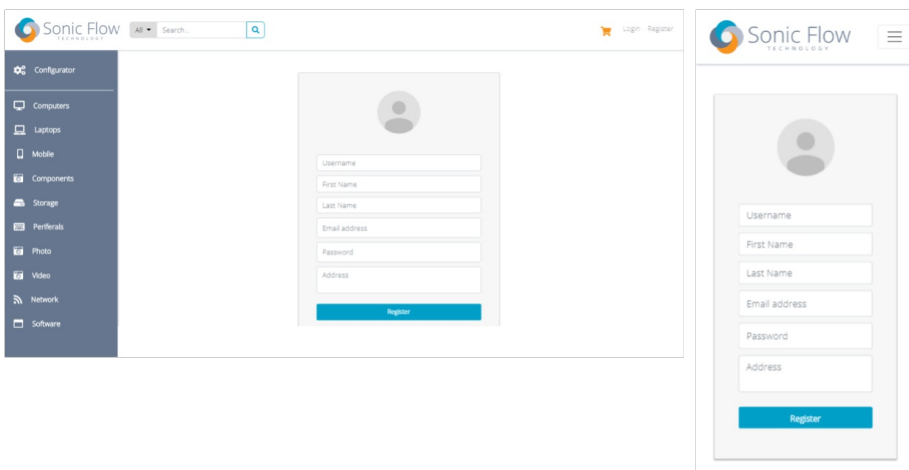 Sonic Flow
TECHNOLOGY
All
Search...
Login Register
Configurator
Computers
Laptops
Mobile
Components
Storage
Periferals
Photo
Video
Network
Software
Username
First Name
Last Name
Email address
Password
Address
Register
Sonic Flow
TECHNOLOGY
Username
First Name
Last Name
Email address
Password
Address
Register